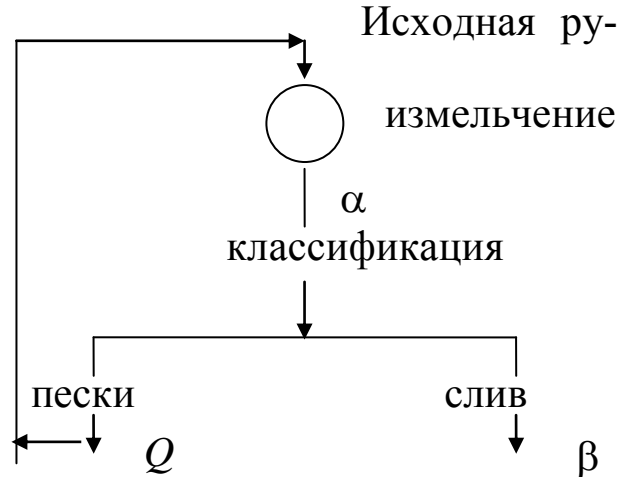 Исходная ру-
измельчение
α
классификация
пески слив
Q β